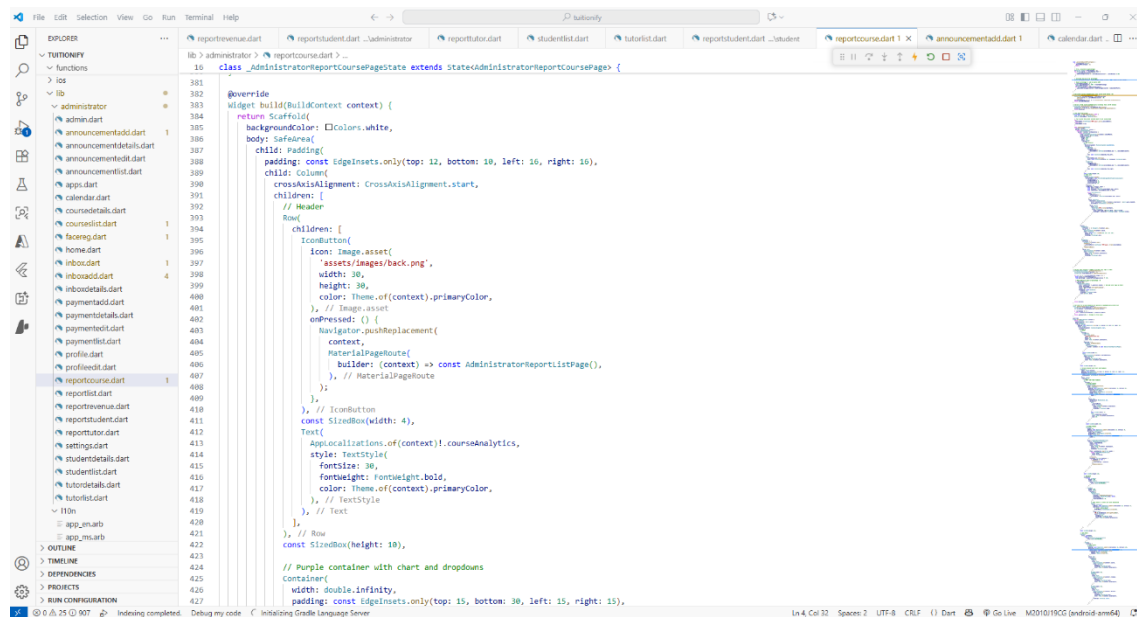 File Edit Selection View Go Run Terminal Help
tuitionify
EXPLORER
reportrevenue.dart
reportstudent.dart ...\administrator
reporttutor.dart
studentlist.dart
tutorlist.dart
reportstudent.dart ...\student
reportcourse.dart 1
announcementadd.dart 1
calendar.dart
TUITIONIFY
functions
ios
lib
administrator
admin.dart
announcementadd.dart 1
announcementdetails.dart
announcementedit.dart
announcementlist.dart
apps.dart
calendar.dart
coursedetails.dart
courseslist.dart 1
facereg.dart 1
home.dart
inbox.dart 1
inboxadd.dart 4
inboxdetails.dart
paymentadd.dart
paymentdetails.dart
paymentedit.dart
paymentlist.dart
profile.dart
profileedit.dart
reportcourse.dart 1
reportlist.dart
reportrevenue.dart
reportstudent.dart
reporttutor.dart
settings.dart
studentdetails.dart
studentlist.dart
tutordetails.dart
tutorlist.dart
l10n
app_en.arb
app_ms.arb
OUTLINE
TIMELINE
DEPENDENCIES
PROJECTS
RUN CONFIGURATION
lib > administrator > reportcourse.dart > ...
16 class _AdministratorReportCoursePageState extends State<AdministratorReportCoursePage> {
381
382 @override
383 Widget build(BuildContext context) {
384 return Scaffold(
385 backgroundColor: Colors.white,
386 body: SafeArea(
387 child: Padding(
388 padding: const EdgeInsets.only(top: 12, bottom: 10, left: 16, right: 16),
389 child: Column(
390 crossAxisAlignment: CrossAxisAlignment.start,
391 children: [
392 // Header
393 Row(
394 children: [
395 IconButton(
396 icon: Image.asset(
397 'assets/images/back.png',
398 width: 30,
399 height: 30,
400 color: Theme.of(context).primaryColor,
401 ), // Image.asset
402 onPressed: () {
403 Navigator.pushReplacement(
404 context,
405 MaterialPageRoute(
406 builder: (context) => const AdministratorReportListPage(),
407 ), // MaterialPageRoute
408 );
409 },
410 ), // IconButton
411 const SizedBox(width: 4),
412 Text(
413 AppLocalizations.of(context)!.courseAnalytics,
414 style: TextStyle(
415 fontSize: 30,
416 fontWeight: FontWeight.bold,
417 color: Theme.of(context).primaryColor,
418 ), // TextStyle
419 ), // Text
420 ],
421 ), // Row
422 const SizedBox(height: 10),
423
424 // Purple container with chart and dropdowns
425 Container(
426 width: double.infinity,
427 padding: const EdgeInsets.only(top: 15, bottom: 30, left: 15, right: 15),
0 25 907 Indexing completed. Debug my code Initializing Gradle Language Server Ln 4, Col 32 Spaces: 2 UTF-8 CRLF {} Dart Go Live M2010J19CG (android-arm64)